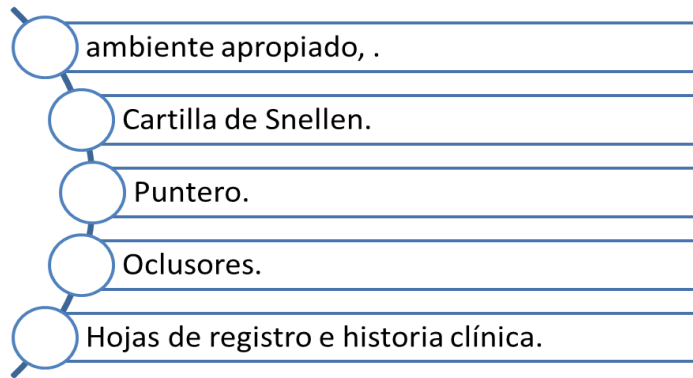 ambiente apropiado, .
Cartilla de Snellen.
Puntero.
Oclusores.
Hojas de registro e historia clínica.